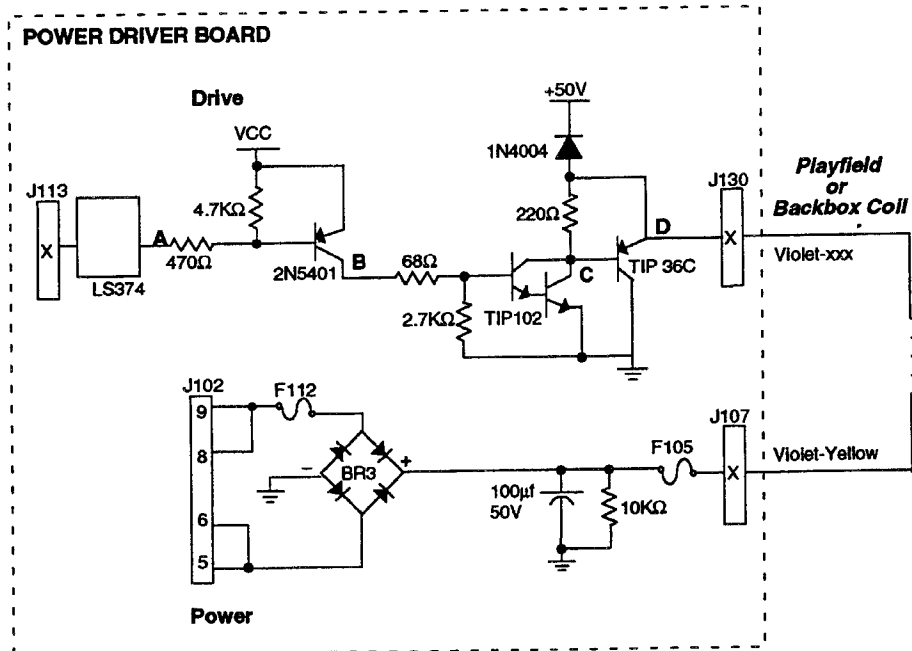 POWER DRIVER BOARD
Drive
+50V
VCC
1N4004
Playfield
or
Backbox Coil
J113
J130
4.7KΩ
220Ω
D
X
A
X
Violet-xxx
470Ω
2N5401
B
68Ω
C
TIP 36C
LS374
2.7KΩ
TIP102
J102
F112
J107
9
F105
8
–
BR3
+
X
Violet-Yellow
100µf
50V
10KΩ
6
5
Power